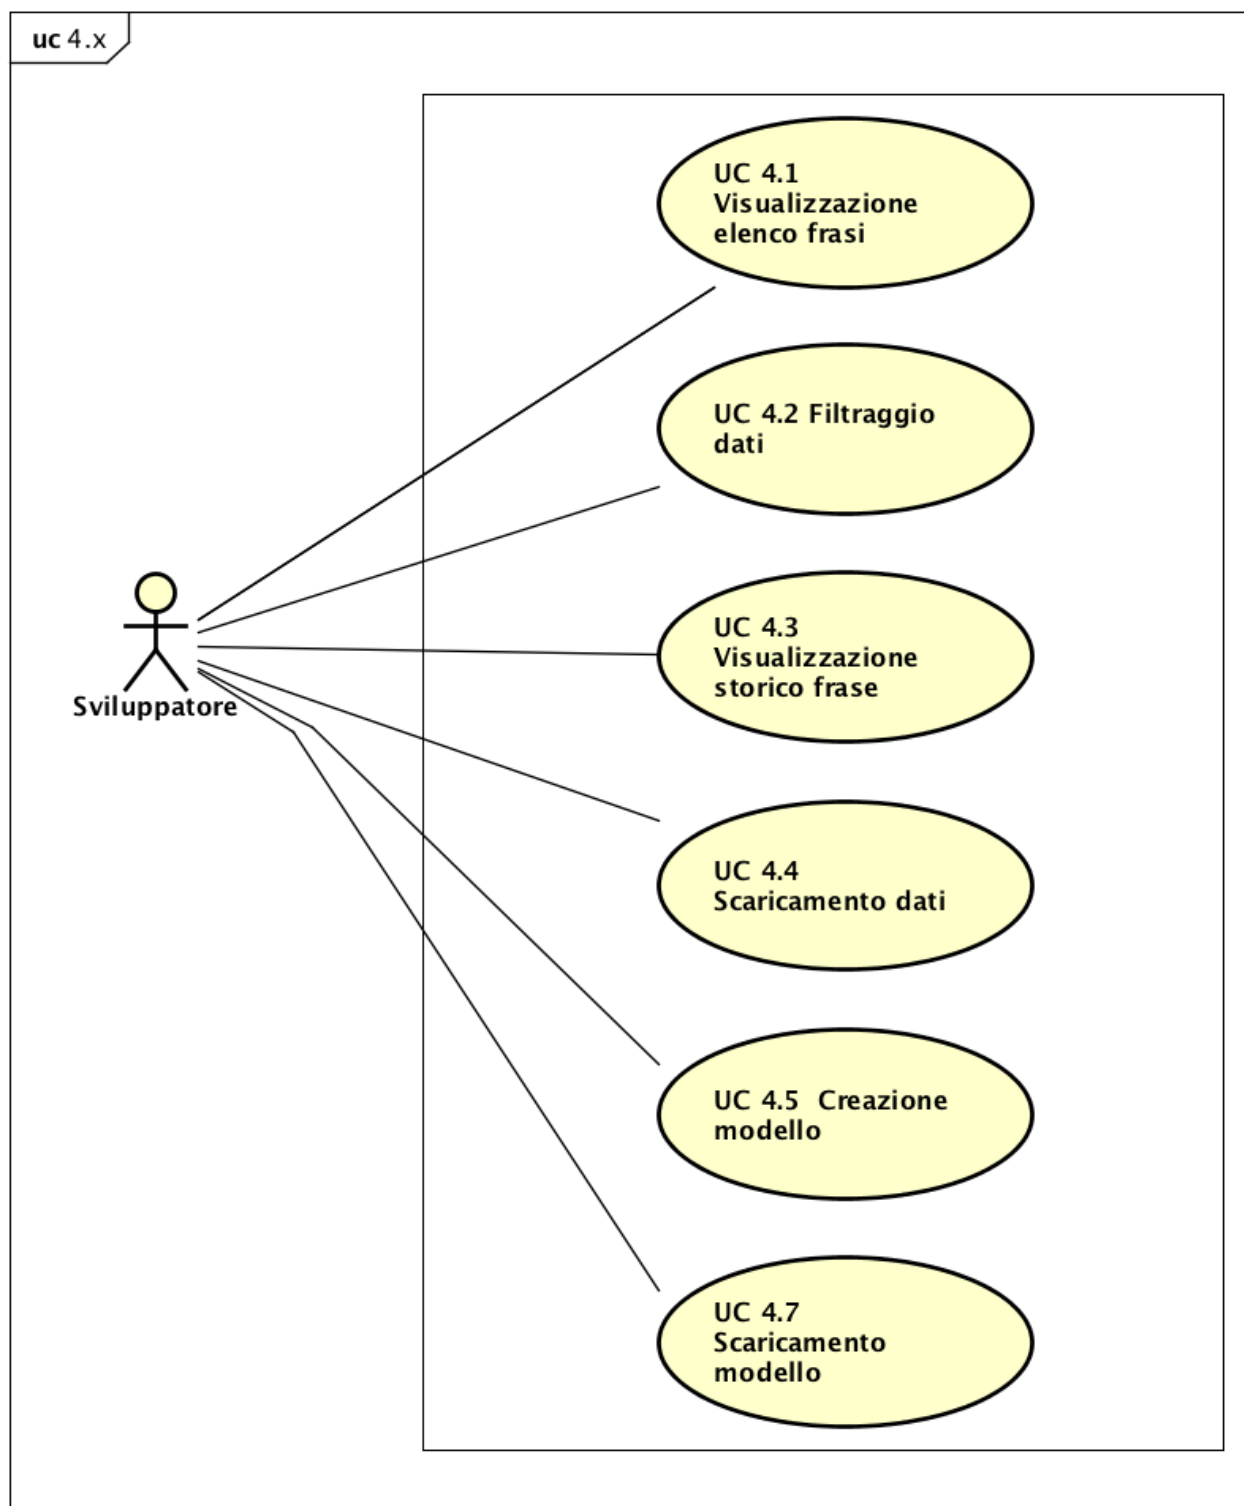 uc 4.x
UC 4.1
Visualizzazione
elenco frasi
UC 4.2 Filtraggio
dati
UC 4.3
Visualizzazione
storico frase
Sviluppatore
UC 4.4
Scaricamento dati
UC 4.5  Creazione
modello
UC 4.7
Scaricamento
modello